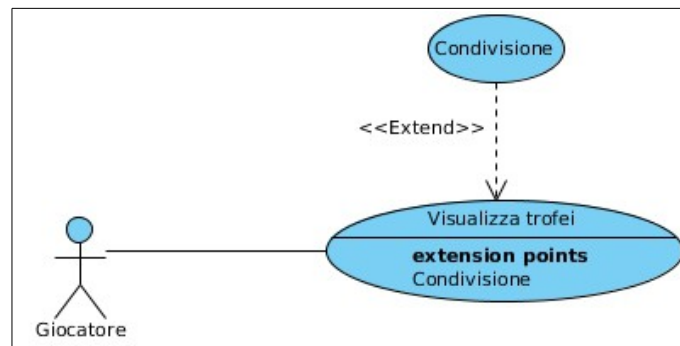 Condivisione
<<Extend>>
Visualizza trofei
extension points
Condivisione
Giocatore